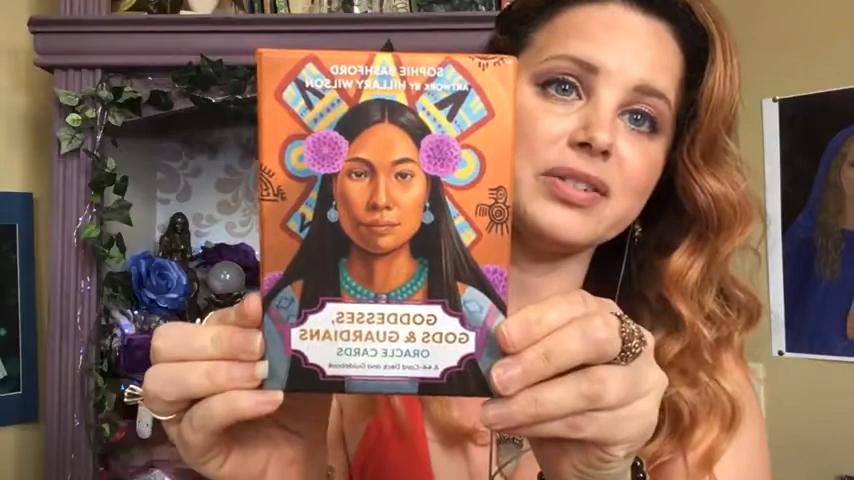 SOPHIE BASHFORD
ARTWORK BY HILLARY WILSON
GODDESSES,
GODS & GUARDIANS
ORACLE CARDS
A 44-Card Deck and Guidebook